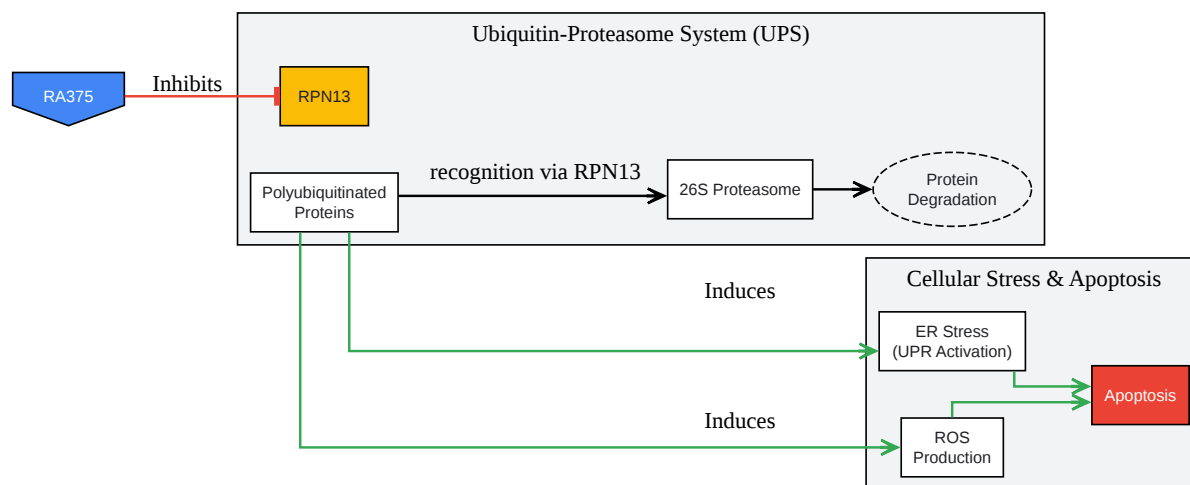 Ubiquitin-Proteasome System (UPS)
RA375
Inhibits
RPN13
Polyubiquitinated
Proteins
recognition via RPN13
26S Proteasome
Protein
Degradation
Cellular Stress & Apoptosis
Induces
ER Stress
(UPR Activation)
Apoptosis
Induces
ROS
Production